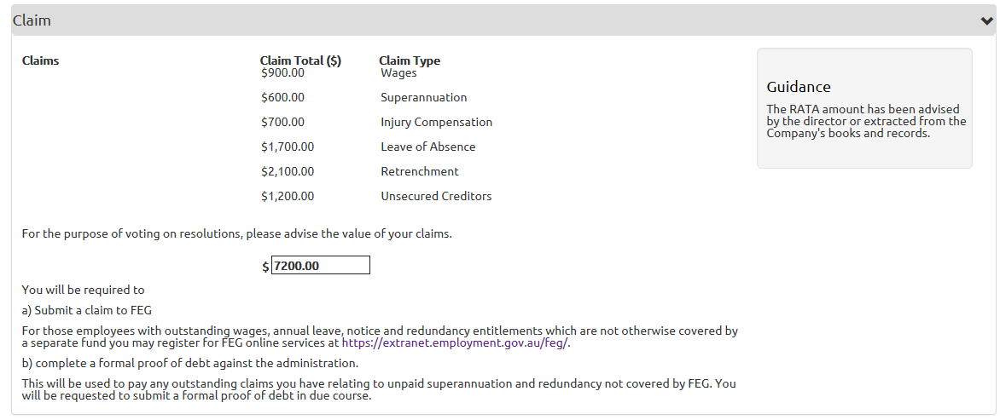 Claim
Claims Claim Total ($) Claim Type
$900.00 Wages
$600.00 Superannuation
$700.00 Injury Compensation
$1,700.00 Leave of Absence
$2,100.00 Retrenchment
$1,200.00 Unsecured Creditors
Guidance
The RATA amount has been advised
by the director or extracted from the
Company's books and records.
For the purpose of voting on resolutions, please advise the value of your claims.
$ 7200.00
You will be required to
a) Submit a claim to FEG
For those employees with outstanding wages, annual leave, notice and redundancy entitlements which are not otherwise covered by
a separate fund you may register for FEG online services at https://extranet.employment.gov.au/feg/.
b) complete a formal proof of debt against the administration.
This will be used to pay any outstanding claims you have relating to unpaid superannuation and redundancy not covered by FEG. You
will be requested to submit a formal proof of debt in due course.